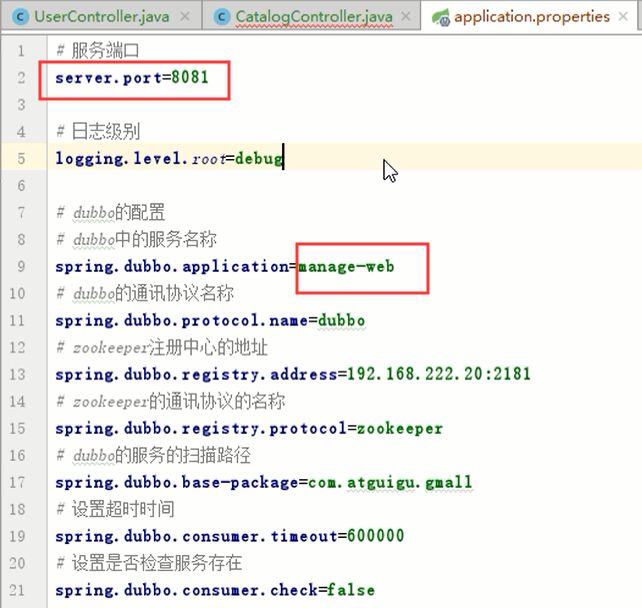 UserController.java
CatalogController.java
application.properties
1 # 服务端口
2 server.port=8081
3
4 # 日志级别
5 logging.level.root=debug
6
7 # dubbo的配置
8 # dubbo中的服务名称
9 spring.dubbo.application=manage-web
10 # dubbo的通讯协议名称
11 spring.dubbo.protocol.name=dubbo
12 # zookeeper注册中心的地址
13 spring.dubbo.registry.address=192.168.222.20:2181
14 # zookeeper的通讯协议的名称
15 spring.dubbo.registry.protocol=zookeeper
16 # dubbo的服务的扫描路径
17 spring.dubbo.base-package=com.atguigu.gmall
18 # 设置超时时间
19 spring.dubbo.consumer.timeout=600000
20 # 设置是否检查服务存在
21 spring.dubbo.consumer.check=false